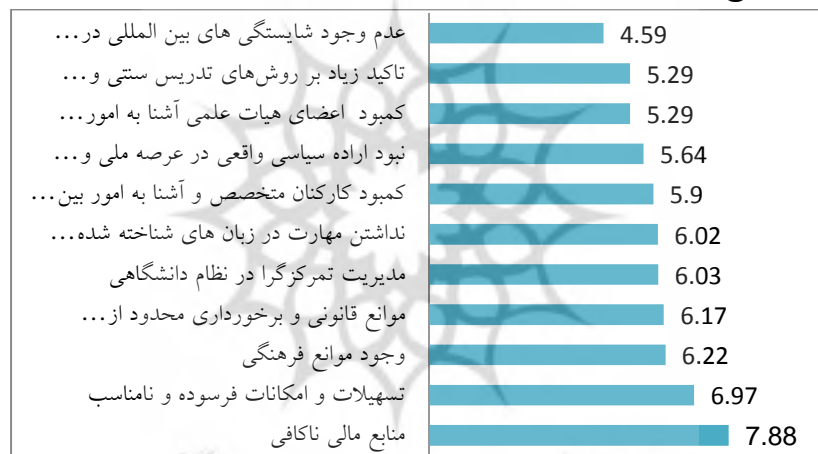 عدم وجود شایستگی های بین المللی در... 4.59
تاکید زیاد بر روش‌های تدریس سنتی و... 5.29
کمبود اعضای هیات علمی آشنا به امور... 5.29
نبود اراده سیاسی واقعی در عرصه ملی و... 5.64
کمبود کارکنان متخصص و آشنا به امور بین... 5.9
نداشتن مهارت در زبان های شناخته شده... 6.02
مدیریت تمرکزگرا در نظام دانشگاهی 6.03
موانع قانونی و برخورداری محدود از... 6.17
وجود موانع فرهنگی 6.22
تسهیلات و امکانات فرسوده و نامناسب 6.97
منابع مالی ناکافی 7.88